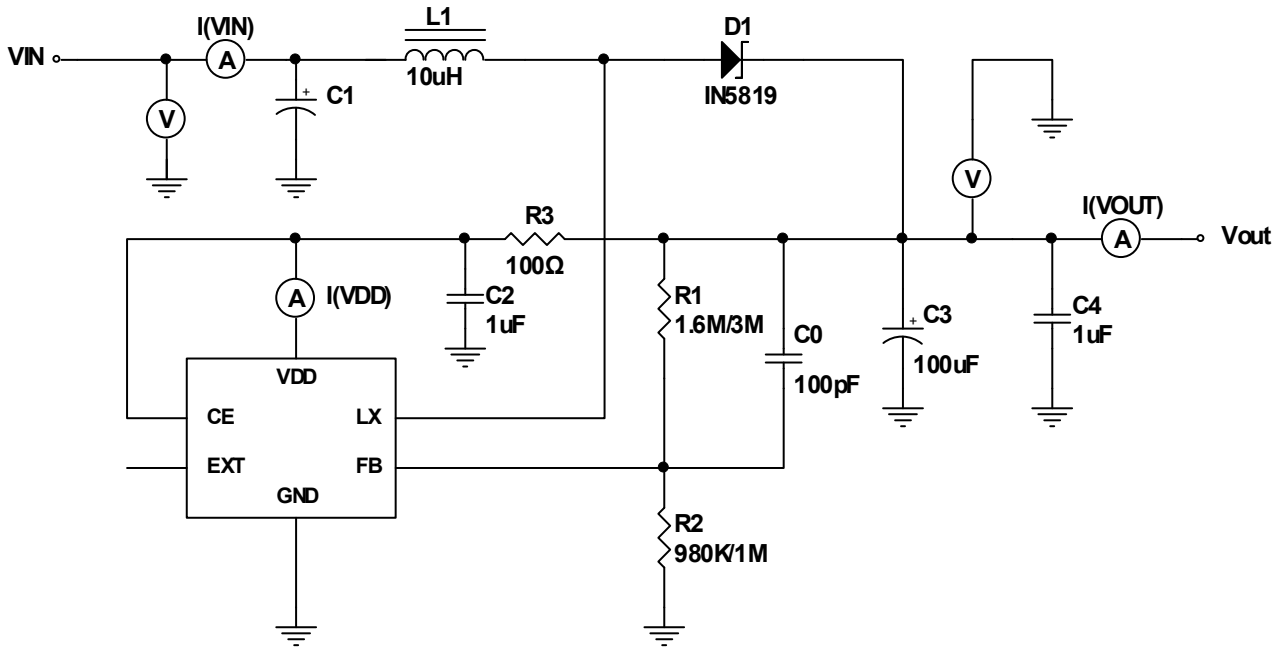 I(VIN)
L1
D1
VIN
A
10uH
IN5819
C1
V
V
I(VOUT)
R3
A
Vout
100Ω
A
I(VDD)
C2
1uF
R1
1.6M/3M
C0
100pF
C3
100uF
C4
1uF
VDD
CE
LX
EXT
FB
GND
R2
980K/1M
+
+